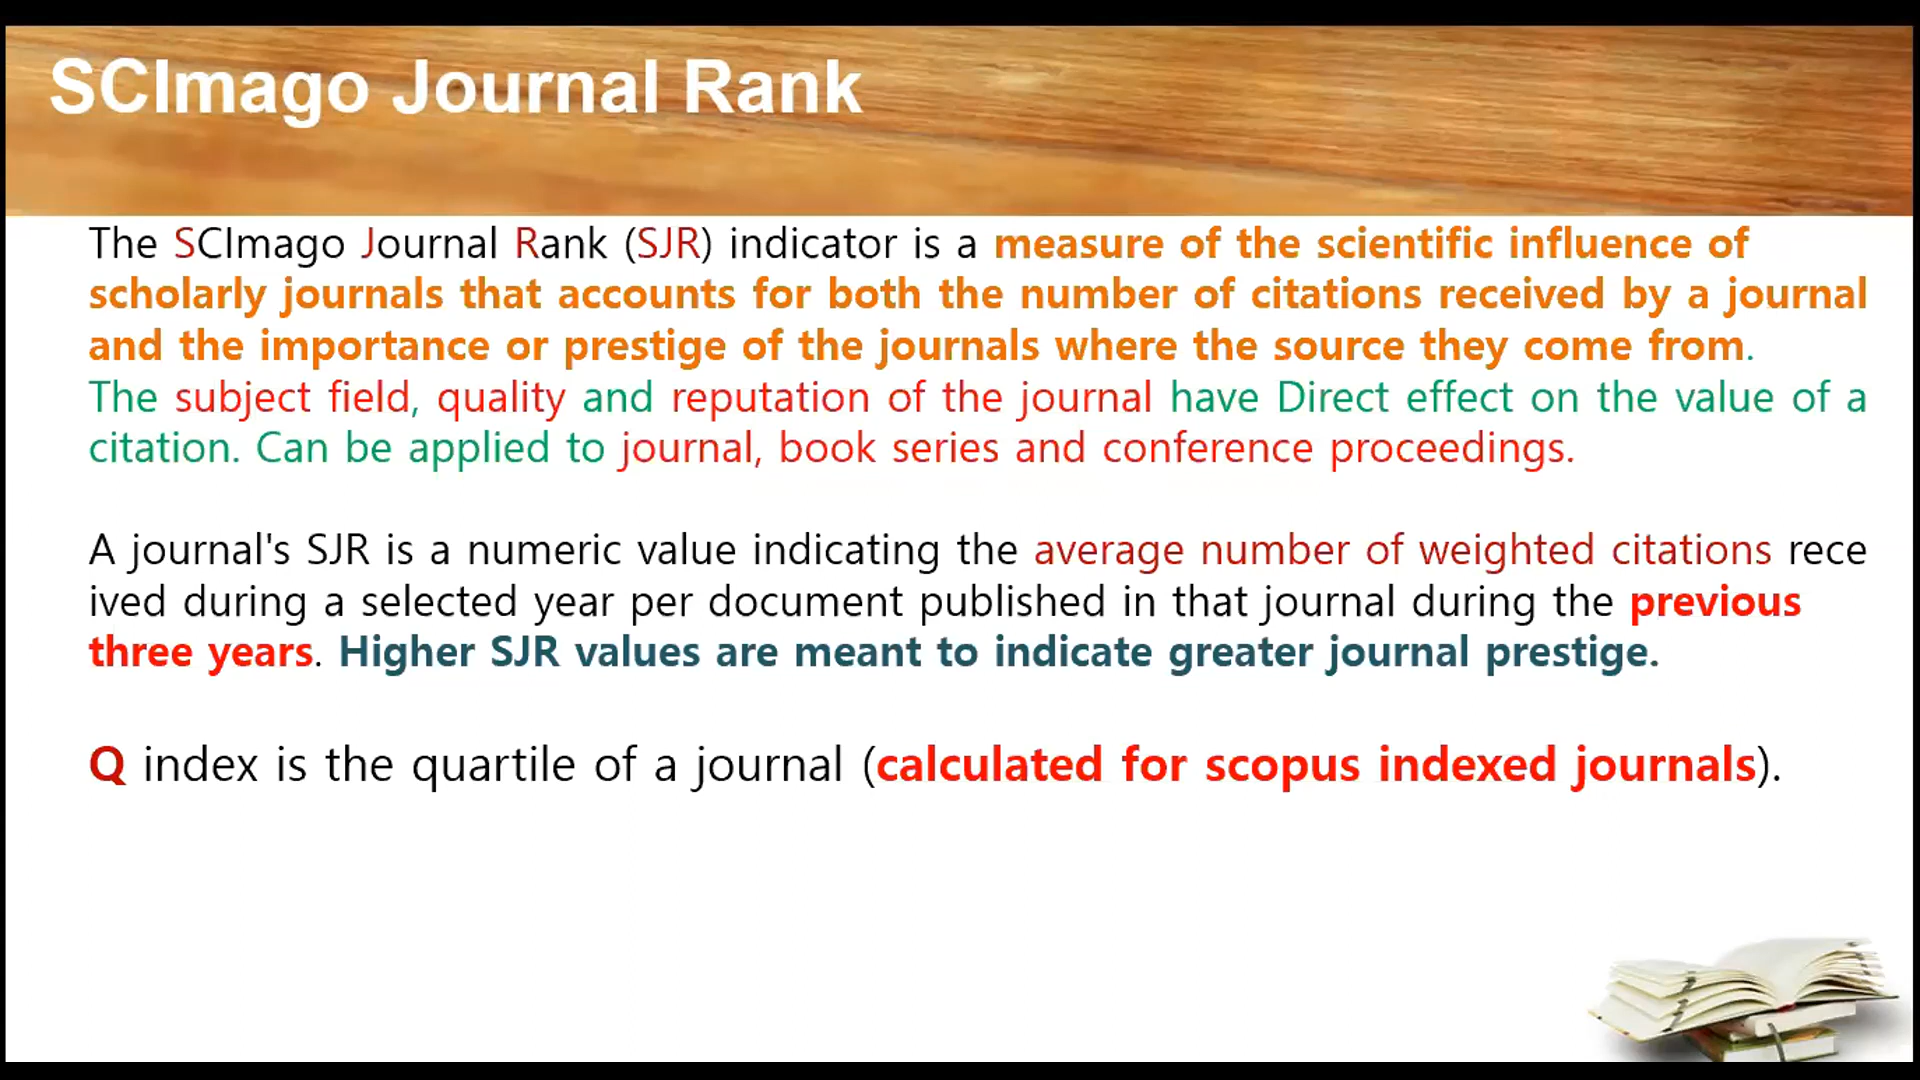 SCImago Journal Rank
The SCImago Journal Rank (SJR) indicator is a measure of the scientific influence of
scholarly journals that accounts for both the number of citations received by a journal
and the importance or prestige of the journals where the source they come from.
The subject field, quality and reputation of the journal have Direct effect on the value of a
citation. Can be applied to journal, book series and conference proceedings.
A journal's SJR is a numeric value indicating the average number of weighted citations rece
ived during a selected year per document published in that journal during the previous
three years. Higher SJR values are meant to indicate greater journal prestige.
Q index is the quartile of a journal (calculated for scopus indexed journals).